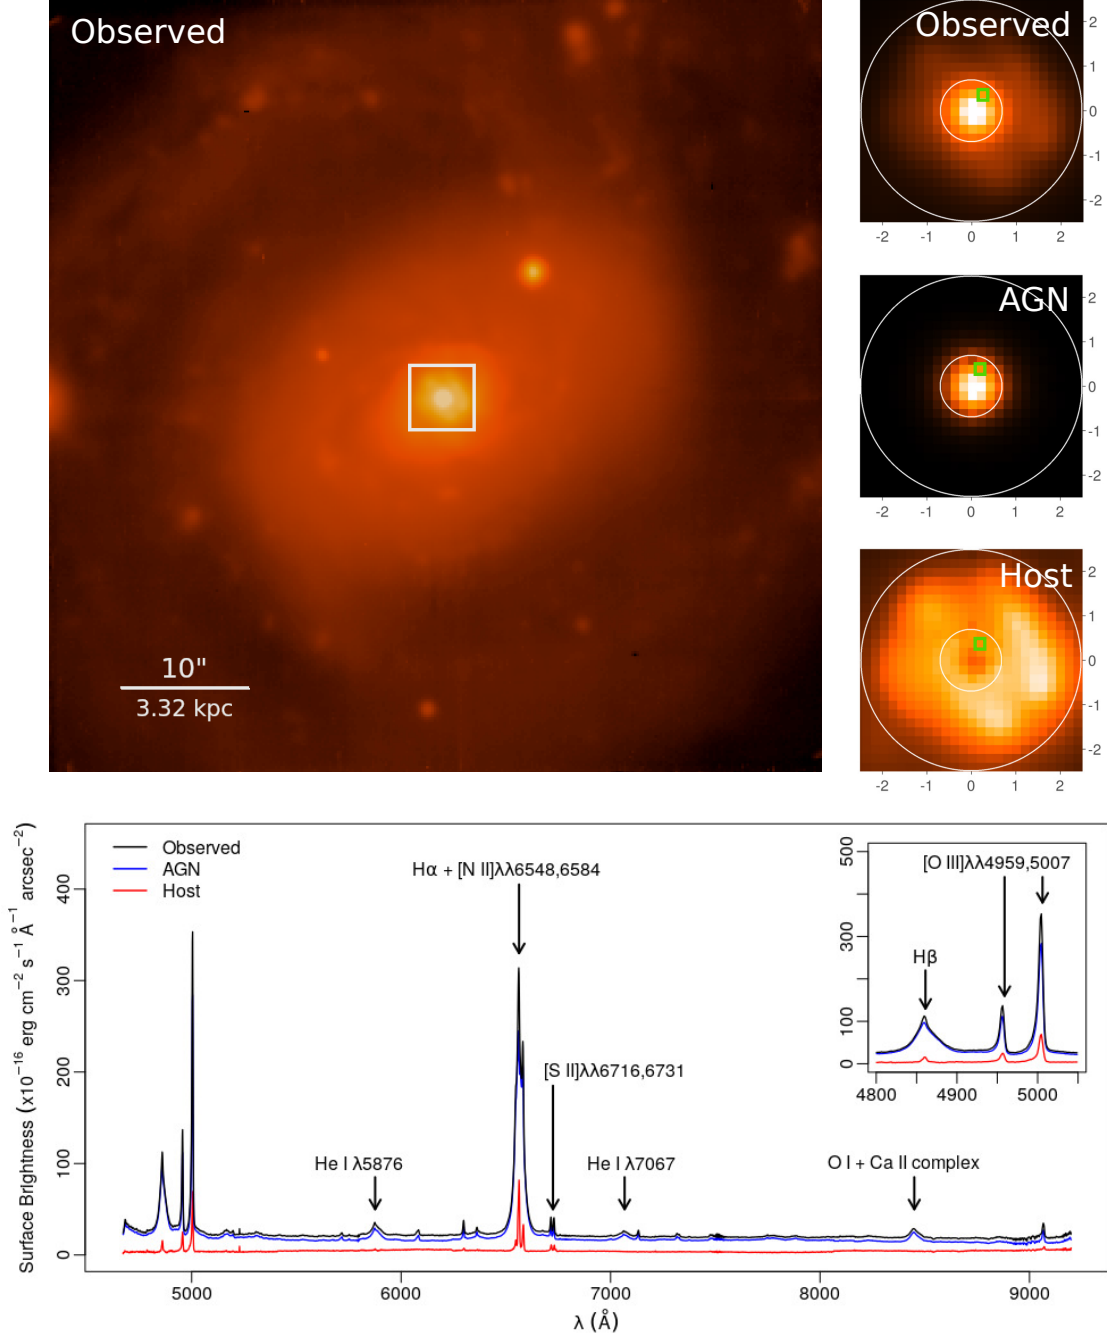 Observed
10"
3.32 kpc
Observed
2
1
0
-1
-2
-2 -1 0 1 2
AGN
2
1
0
-1
-2
-2 -1 0 1 2
Host
2
1
0
-1
-2
-2 -1 0 1 2
Surface Brightness (x10⁻¹⁶ erg cm⁻² s⁻¹ Å⁻¹ arcsec⁻²)
400
300
200
100
0
Observed
AGN
Host
Hα + [N II]λλ6548,6584
[S II]λλ6716,6731
He I λ5876
He I λ7067
O I + Ca II complex
500
300
100
0
[O III]λλ4959,5007
Hβ
4800 4900 5000
5000 6000 7000 8000 9000
λ (Å)